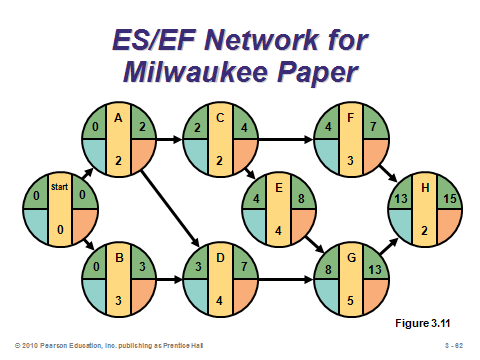 ES/EF Network for
Milwaukee Paper
A
0 2
2
C
2 4
2
F
4 7
3
Start
0 0
0
E
4 8
4
H
13 15
2
B
0 3
3
D
3 7
4
G
8 13
5
Figure 3.11
© 2010 Pearson Education, Inc. publishing as Prentice Hall
3 - 62